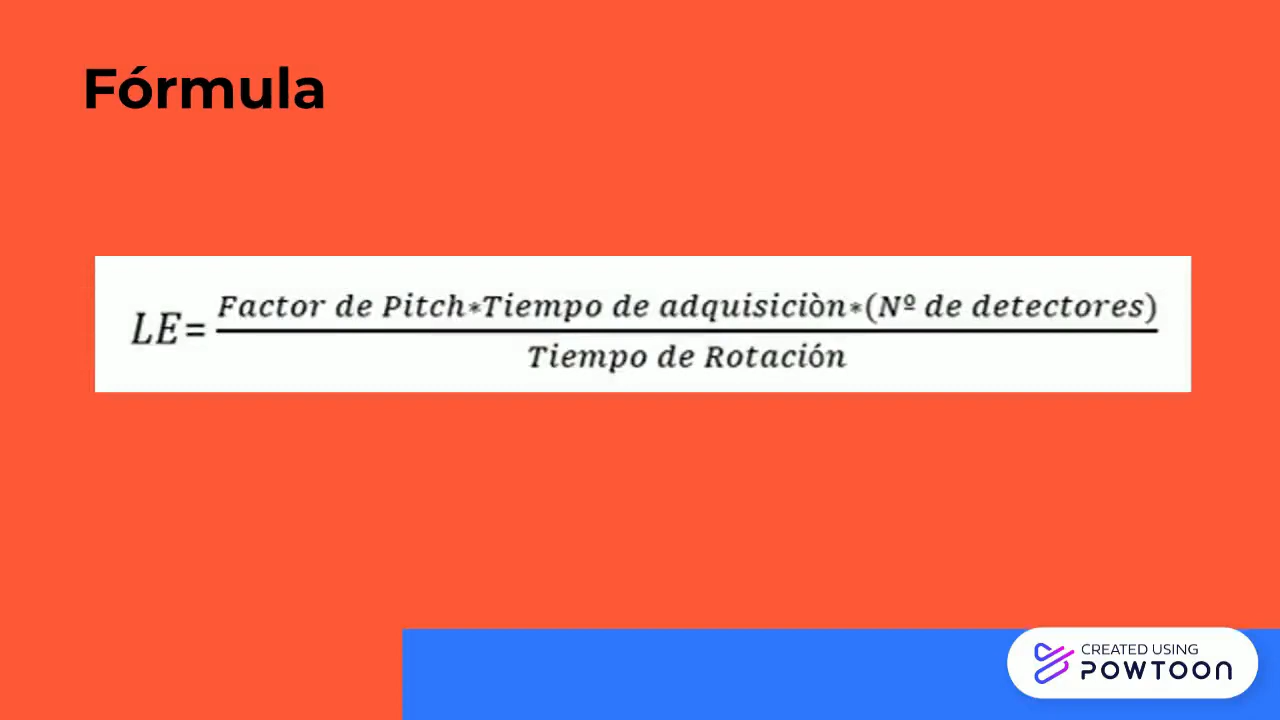 Fórmula
Factor de Pitch*Tiempo de adquisiciòn*(Nº de detectores)
LE=
Tiempo de Rotación
CREATED USING
POWTOON